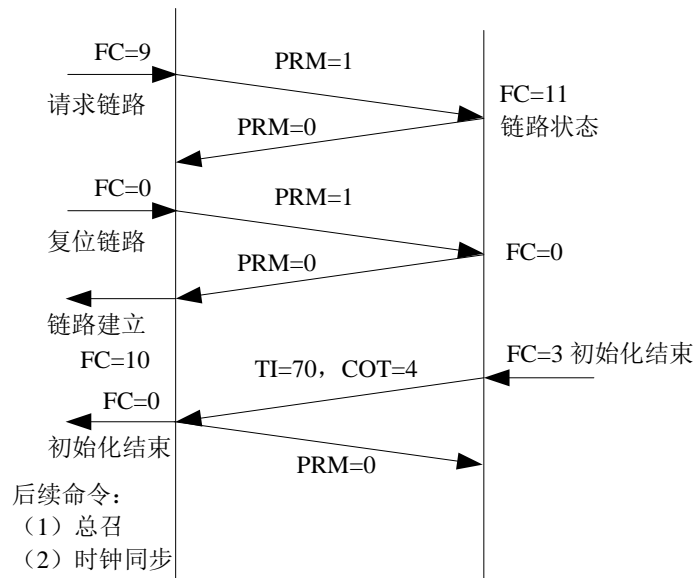 FC=9
PRM=1
请求链路
FC=11
链路状态
PRM=0
FC=0
PRM=1
复位链路
FC=0
PRM=0
链路建立
FC=10
FC=3 初始化结束
TI=70，COT=4
FC=0
初始化结束
PRM=0
后续命令：
（1）总召
（2）时钟同步